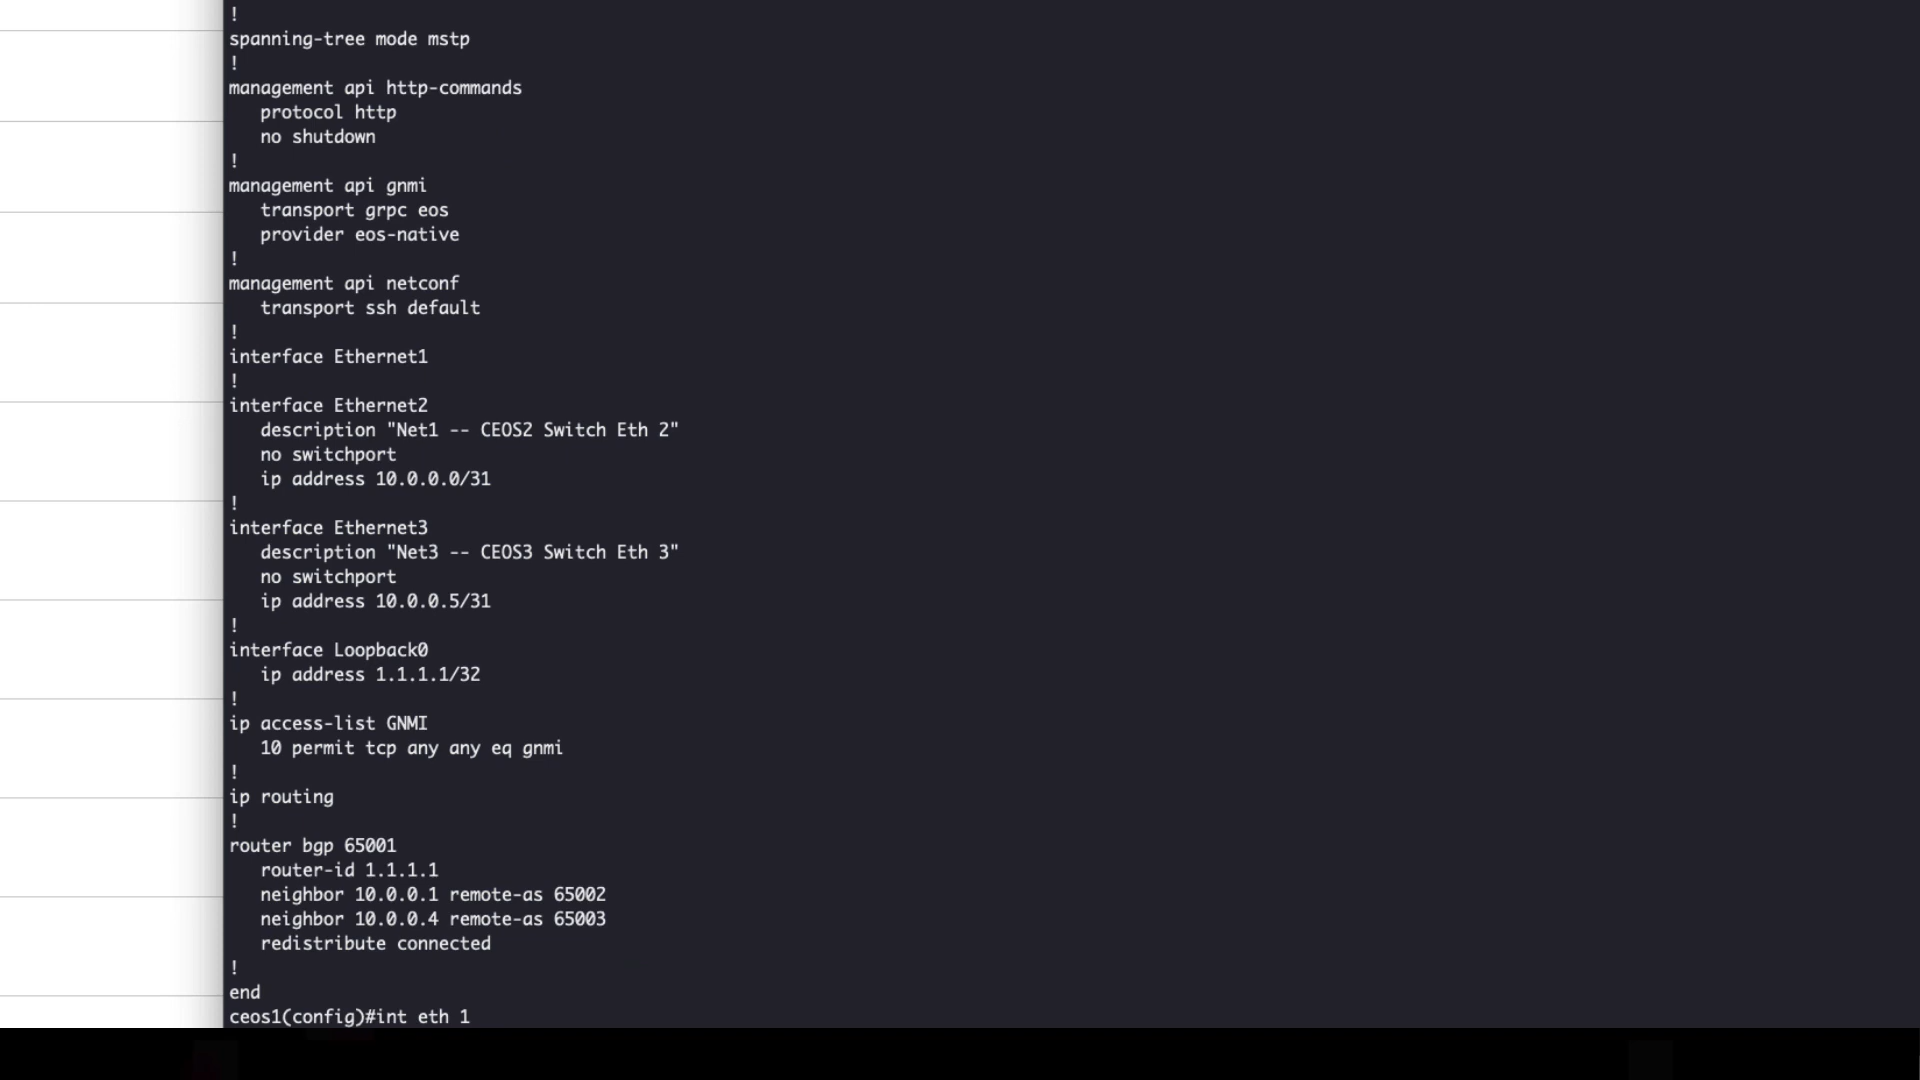 !
spanning-tree mode mstp
!
management api http-commands
   protocol http
   no shutdown
!
management api gnmi
   transport grpc eos
   provider eos-native
!
management api netconf
   transport ssh default
!
interface Ethernet1
!
interface Ethernet2
   description "Net1 -- CEOS2 Switch Eth 2"
   no switchport
   ip address 10.0.0.0/31
!
interface Ethernet3
   description "Net3 -- CEOS3 Switch Eth 3"
   no switchport
   ip address 10.0.0.5/31
!
interface Loopback0
   ip address 1.1.1.1/32
!
ip access-list GNMI
   10 permit tcp any any eq gnmi
!
ip routing
!
router bgp 65001
   router-id 1.1.1.1
   neighbor 10.0.0.1 remote-as 65002
   neighbor 10.0.0.4 remote-as 65003
   redistribute connected
!
end
ceos1(config)#int eth 1